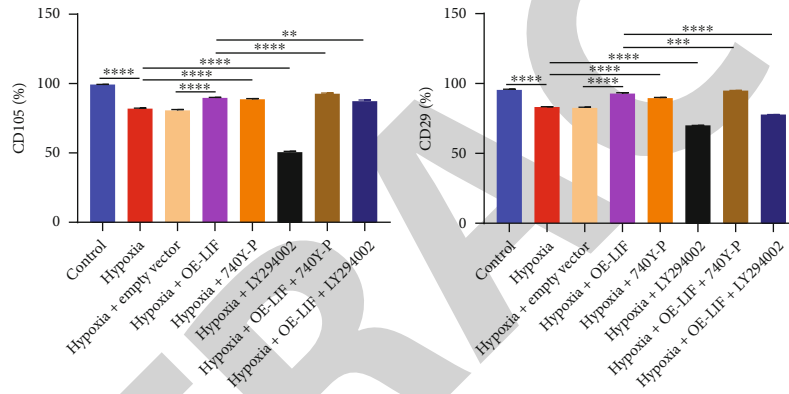 150
100
50
0
CD105 (%)
**
****
****
****
****
****
Control
Hypoxia
Hypoxia + empty vector
Hypoxia + OE-LIF
Hypoxia + 740Y-P
Hypoxia + LY294002
Hypoxia + OE-LIF + 740Y-P
Hypoxia + OE-LIF + LY294002
150
100
50
0
CD29 (%)
****
***
****
****
****
****
Control
Hypoxia
Hypoxia + empty vector
Hypoxia + OE-LIF
Hypoxia + 740Y-P
Hypoxia + LY294002
Hypoxia + OE-LIF + 740Y-P
Hypoxia + OE-LIF + LY294002